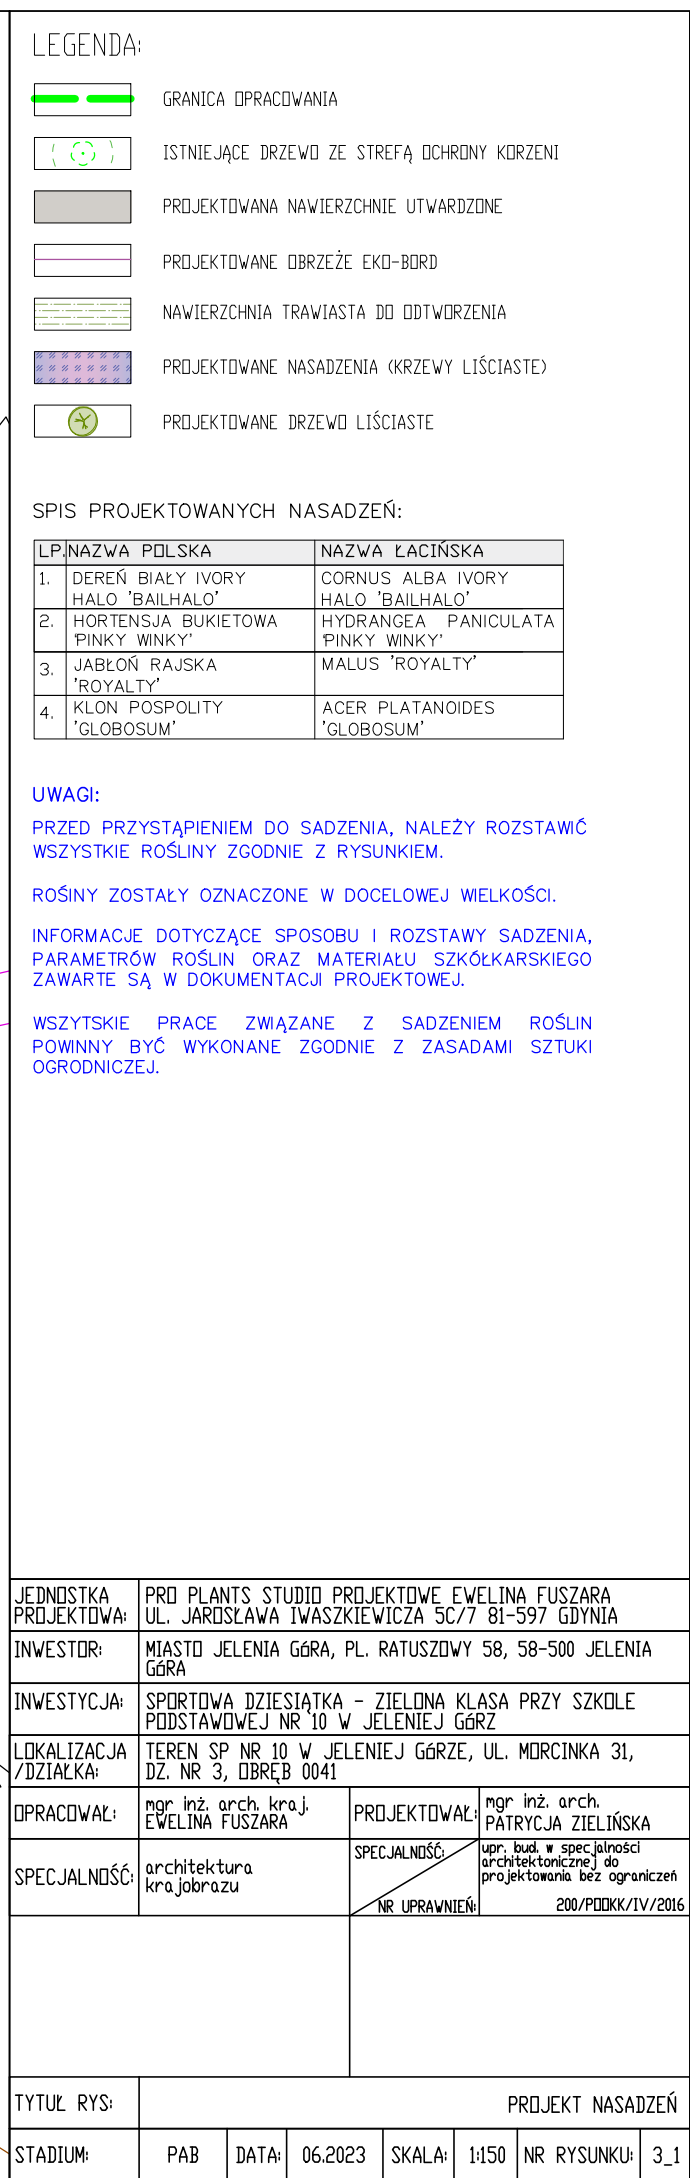 LEGENDA:
GRANICA OPRACOWANIA
ISTNIEJĄCE DRZEWO ZE STREFĄ OCHRONY KORZENI
PROJEKTOWANA NAWIERZCHNIE UTWARDZONE
PROJEKTOWANE OBRZEŻE EKO-BORD
NAWIERZCHNIA TRAWIASTA DO ODTWORZENIA
PROJEKTOWANE NASADZENIA (KRZEWY LIŚCIASTE)
PROJEKTOWANE DRZEWO LIŚCIASTE
SPIS PROJEKTOWANYCH NASADZEŃ:
LP. NAZWA POLSKA NAZWA ŁACIŃSKA
1. DEREŃ BIAŁY IVORY CORNUS ALBA IVORY
HALO 'BAILHALO' HALO 'BAILHALO'
2. HORTENSJA BUKIETOWA HYDRANGEA PANICULATA
'PINKY WINKY' 'PINKY WINKY'
3. JABŁOŃ RAJSKA MALUS 'ROYALTY'
'ROYALTY'
4. KLON POSPOLITY ACER PLATANOIDES
'GLOBOSUM' 'GLOBOSUM'
UWAGI:
PRZED PRZYSTĄPIENIEM DO SADZENIA, NALEŻY ROZSTAWIĆ
WSZYSTKIE ROŚLINY ZGODNIE Z RYSUNKIEM.
ROŚINY ZOSTAŁY OZNACZONE W DOCELOWEJ WIELKOŚCI.
INFORMACJE DOTYCZĄCE SPOSOBU I ROZSTAWY SADZENIA,
PARAMETRÓW ROŚLIN ORAZ MATERIAŁU SZKÓŁKARSKIEGO
ZAWARTE SĄ W DOKUMENTACJI PROJEKTOWEJ.
WSZYTSKIE PRACE ZWIĄZANE Z SADZENIEM ROŚLIN
POWINNY BYĆ WYKONANE ZGODNIE Z ZASADAMI SZTUKI
OGRODNICZEJ.
JEDNOSTKA PROJEKTOWA: PRO PLANTS STUDIO PROJEKTOWE EWELINA FUSZARA
UL. JAROSŁAWA IWASZKIEWICZA 5C/7 81-597 GDYNIA
INWESTOR: MIASTO JELENIA GóRA, PL. RATUSZOWY 58, 58-500 JELENIA
GóRA
INWESTYCJA: SPORTOWA DZIESIĄTKA - ZIELONA KLASA PRZY SZKOLE
PODSTAWOWEJ NR 10 W JELENIEJ GóRZ
LOKALIZACJA /DZIAŁKA: TEREN SP NR 10 W JELENIEJ GóRZE, UL. MORCINKA 31,
DZ. NR 3, OBRĘB 0041
OPRACOWAŁ: mgr inż. arch. kraj.
EWELINA FUSZARA
PROJEKTOWAŁ: mgr inż. arch.
PATRYCJA ZIELIŃSKA
SPECJALNOŚĆ: architektura
krajobrazu
SPECJALNOŚĆ: upr. bud. w specjalności
architektonicznej do
projektowania bez ograniczeń
NR UPRAWNIEŃ: 200/POOKK/IV/2016
TYTUŁ RYS: PROJEKT NASADZEŃ
STADIUM: PAB DATA: 06.2023 SKALA: 1:150 NR RYSUNKU: 3_1